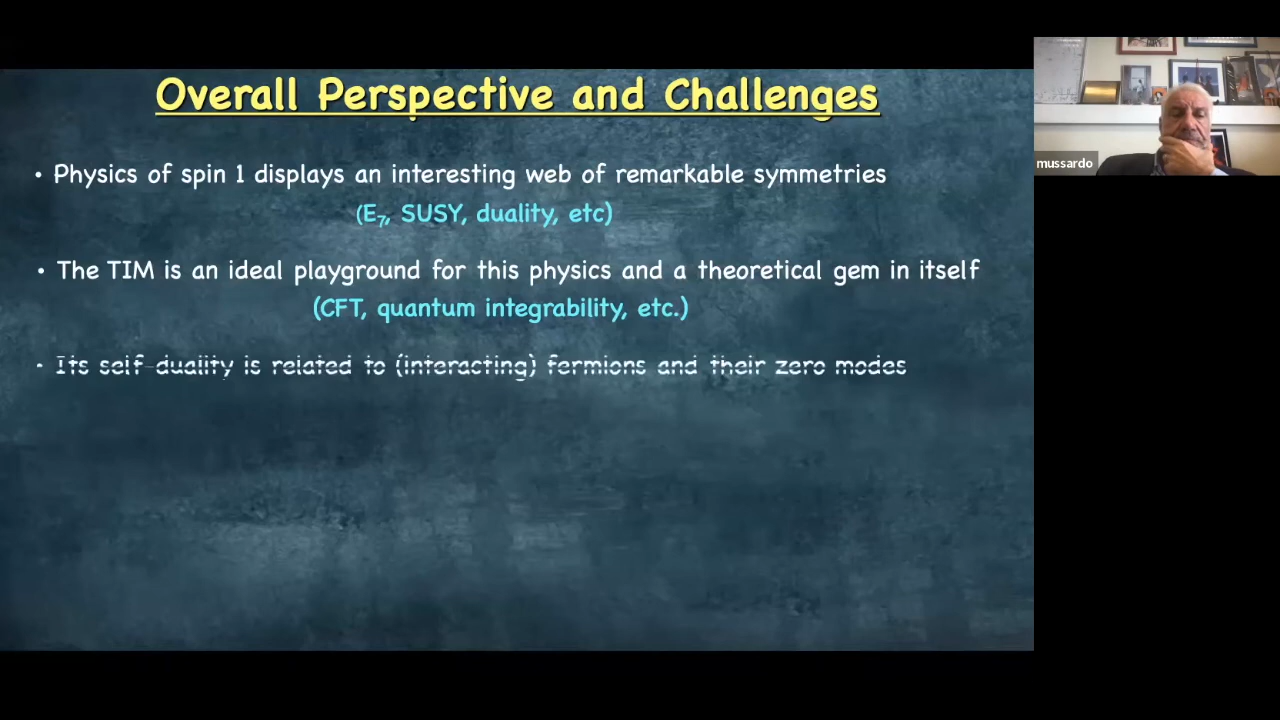 Overall Perspective and Challenges
• Physics of spin 1 displays an interesting web of remarkable symmetries
(E₇, SUSY, duality, etc)
• The TIM is an ideal playground for this physics and a theoretical gem in itself
(CFT, quantum integrability, etc.)
• Its self-duality is related to (interacting) fermions and their zero modes
mussardo